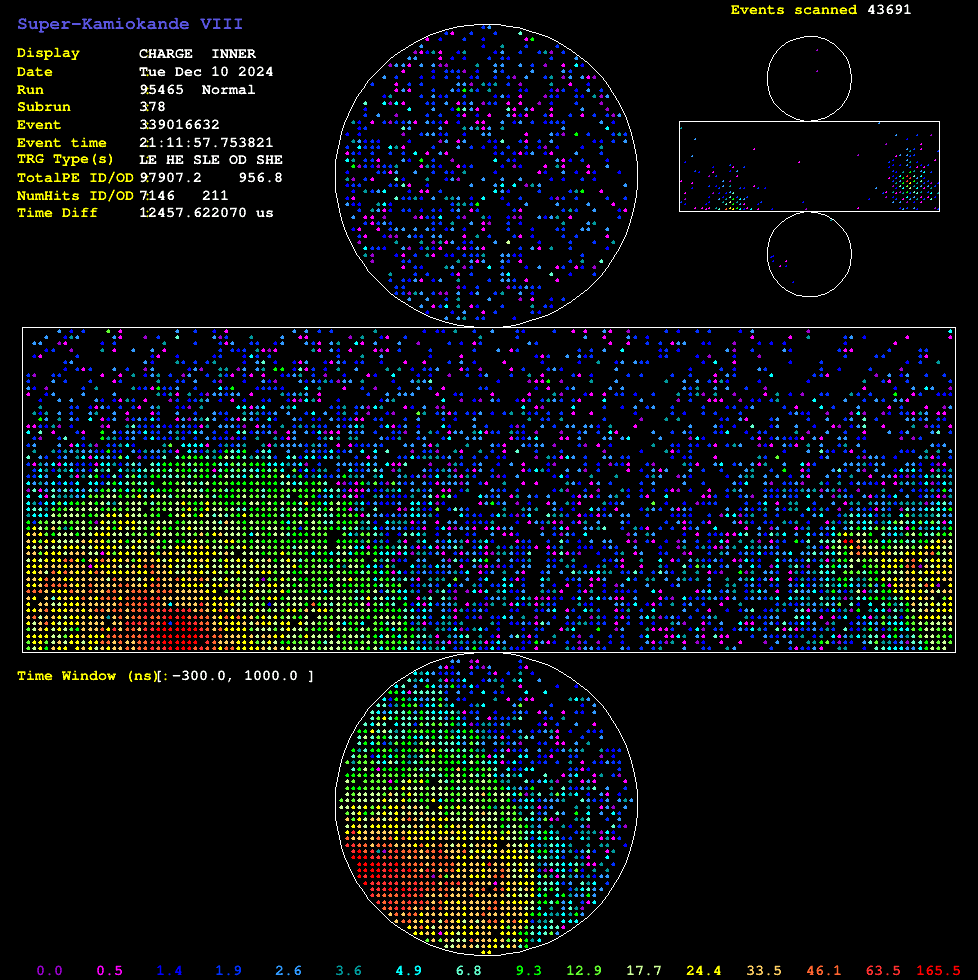 Super-Kamiokande VIII
Events scanned 43691
Display CHARGE INNER
Date Tue Dec 10 2024
Run 95465 Normal
Subrun 378
Event 339016632
Event time 21:11:57.753821
TRG Type(s) LE HE SLE OD SHE
TotalPE ID/OD 97907.2 956.8
NumHits ID/OD 7146 211
Time Diff 12457.622070 us
Time Window (ns): [ -300.0, 1000.0 ]
0.0 0.5 1.4 1.9 2.6 3.6 4.9 6.8 9.3 12.9 17.7 24.4 33.5 46.1 63.5 165.5